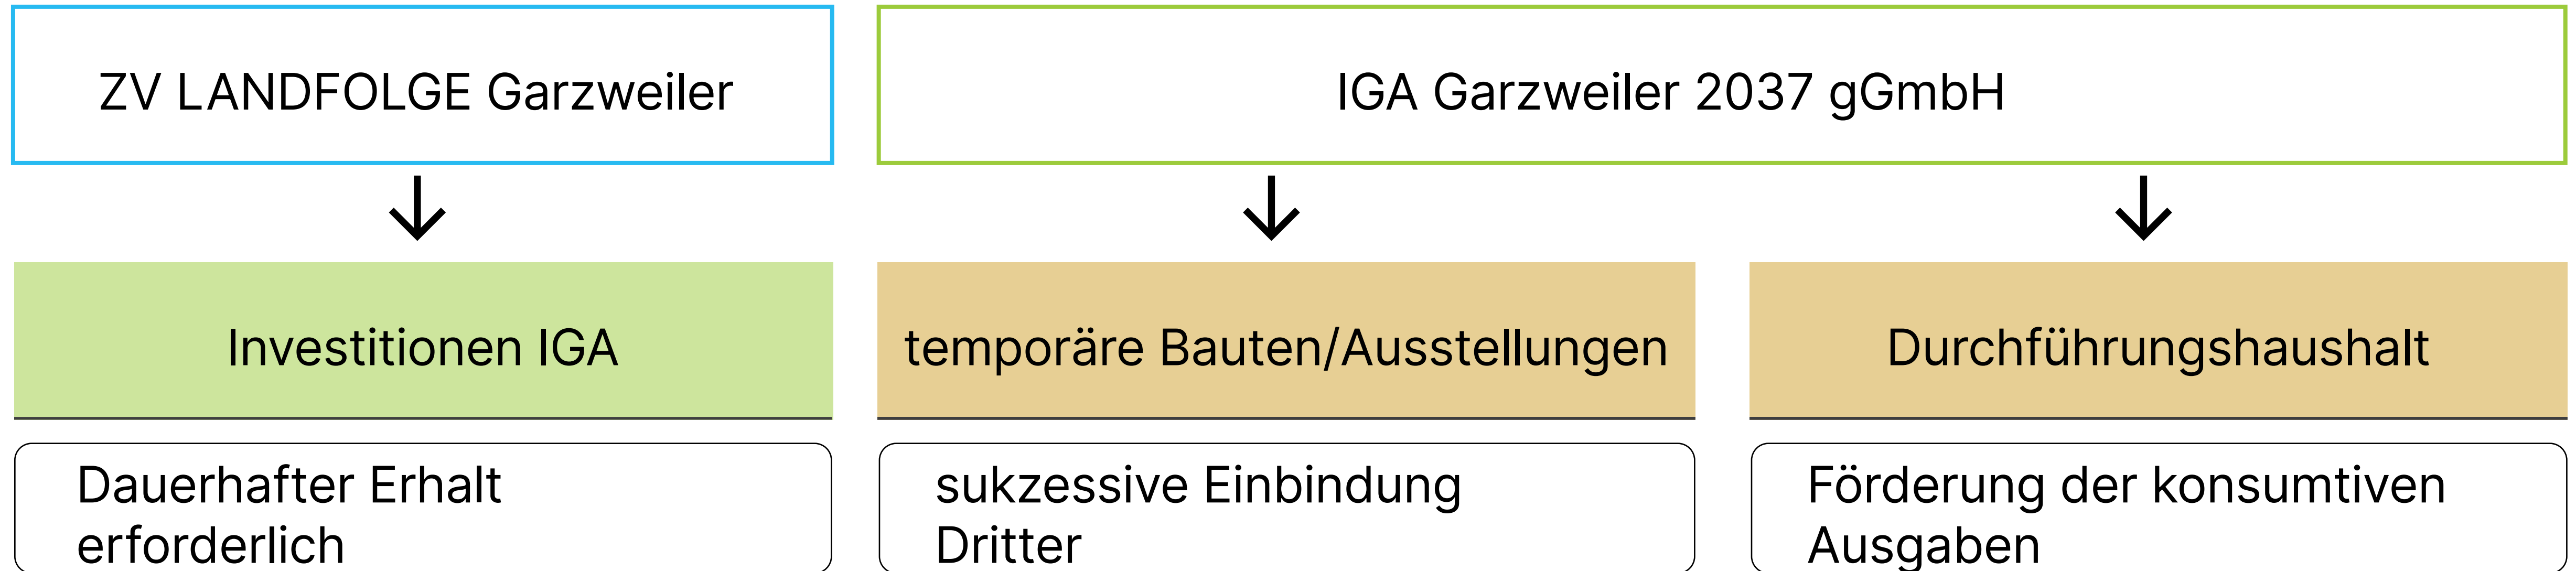 ZV LANDFOLGE Garzweiler
IGA Garzweiler 2037 gGmbH
Investitionen IGA
temporäre Bauten/Ausstellungen
Durchführungshaushalt
Dauerhafter Erhalt
erforderlich
sukzessive Einbindung
Dritter
Förderung der konsumtiven
Ausgaben